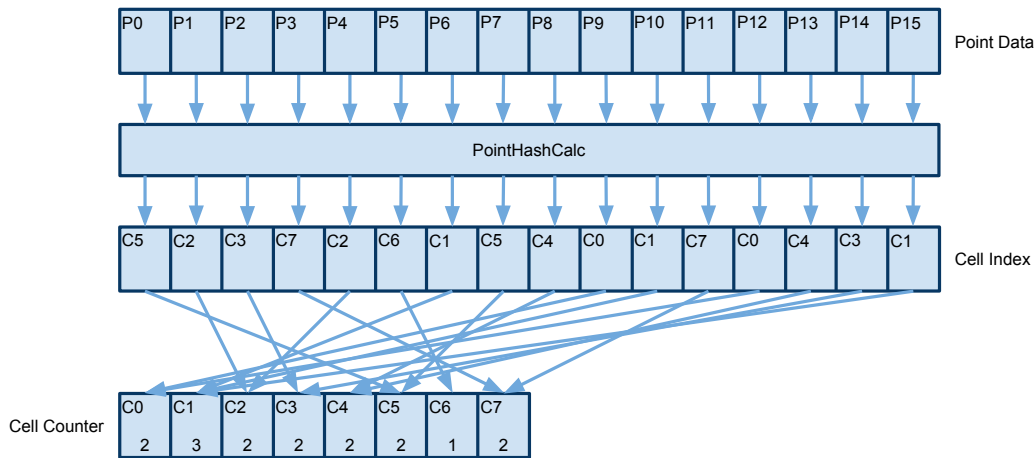 P0 P1 P2 P3 P4 P5 P6 P7 P8 P9 P10 P11 P12 P13 P14 P15
Point Data
PointHashCalc
C5 C2 C3 C7 C2 C6 C1 C5 C4 C0 C1 C7 C0 C4 C3 C1
Cell Index
C0 C1 C2 C3 C4 C5 C6 C7
Cell Counter
2 3 2 2 2 2 1 2